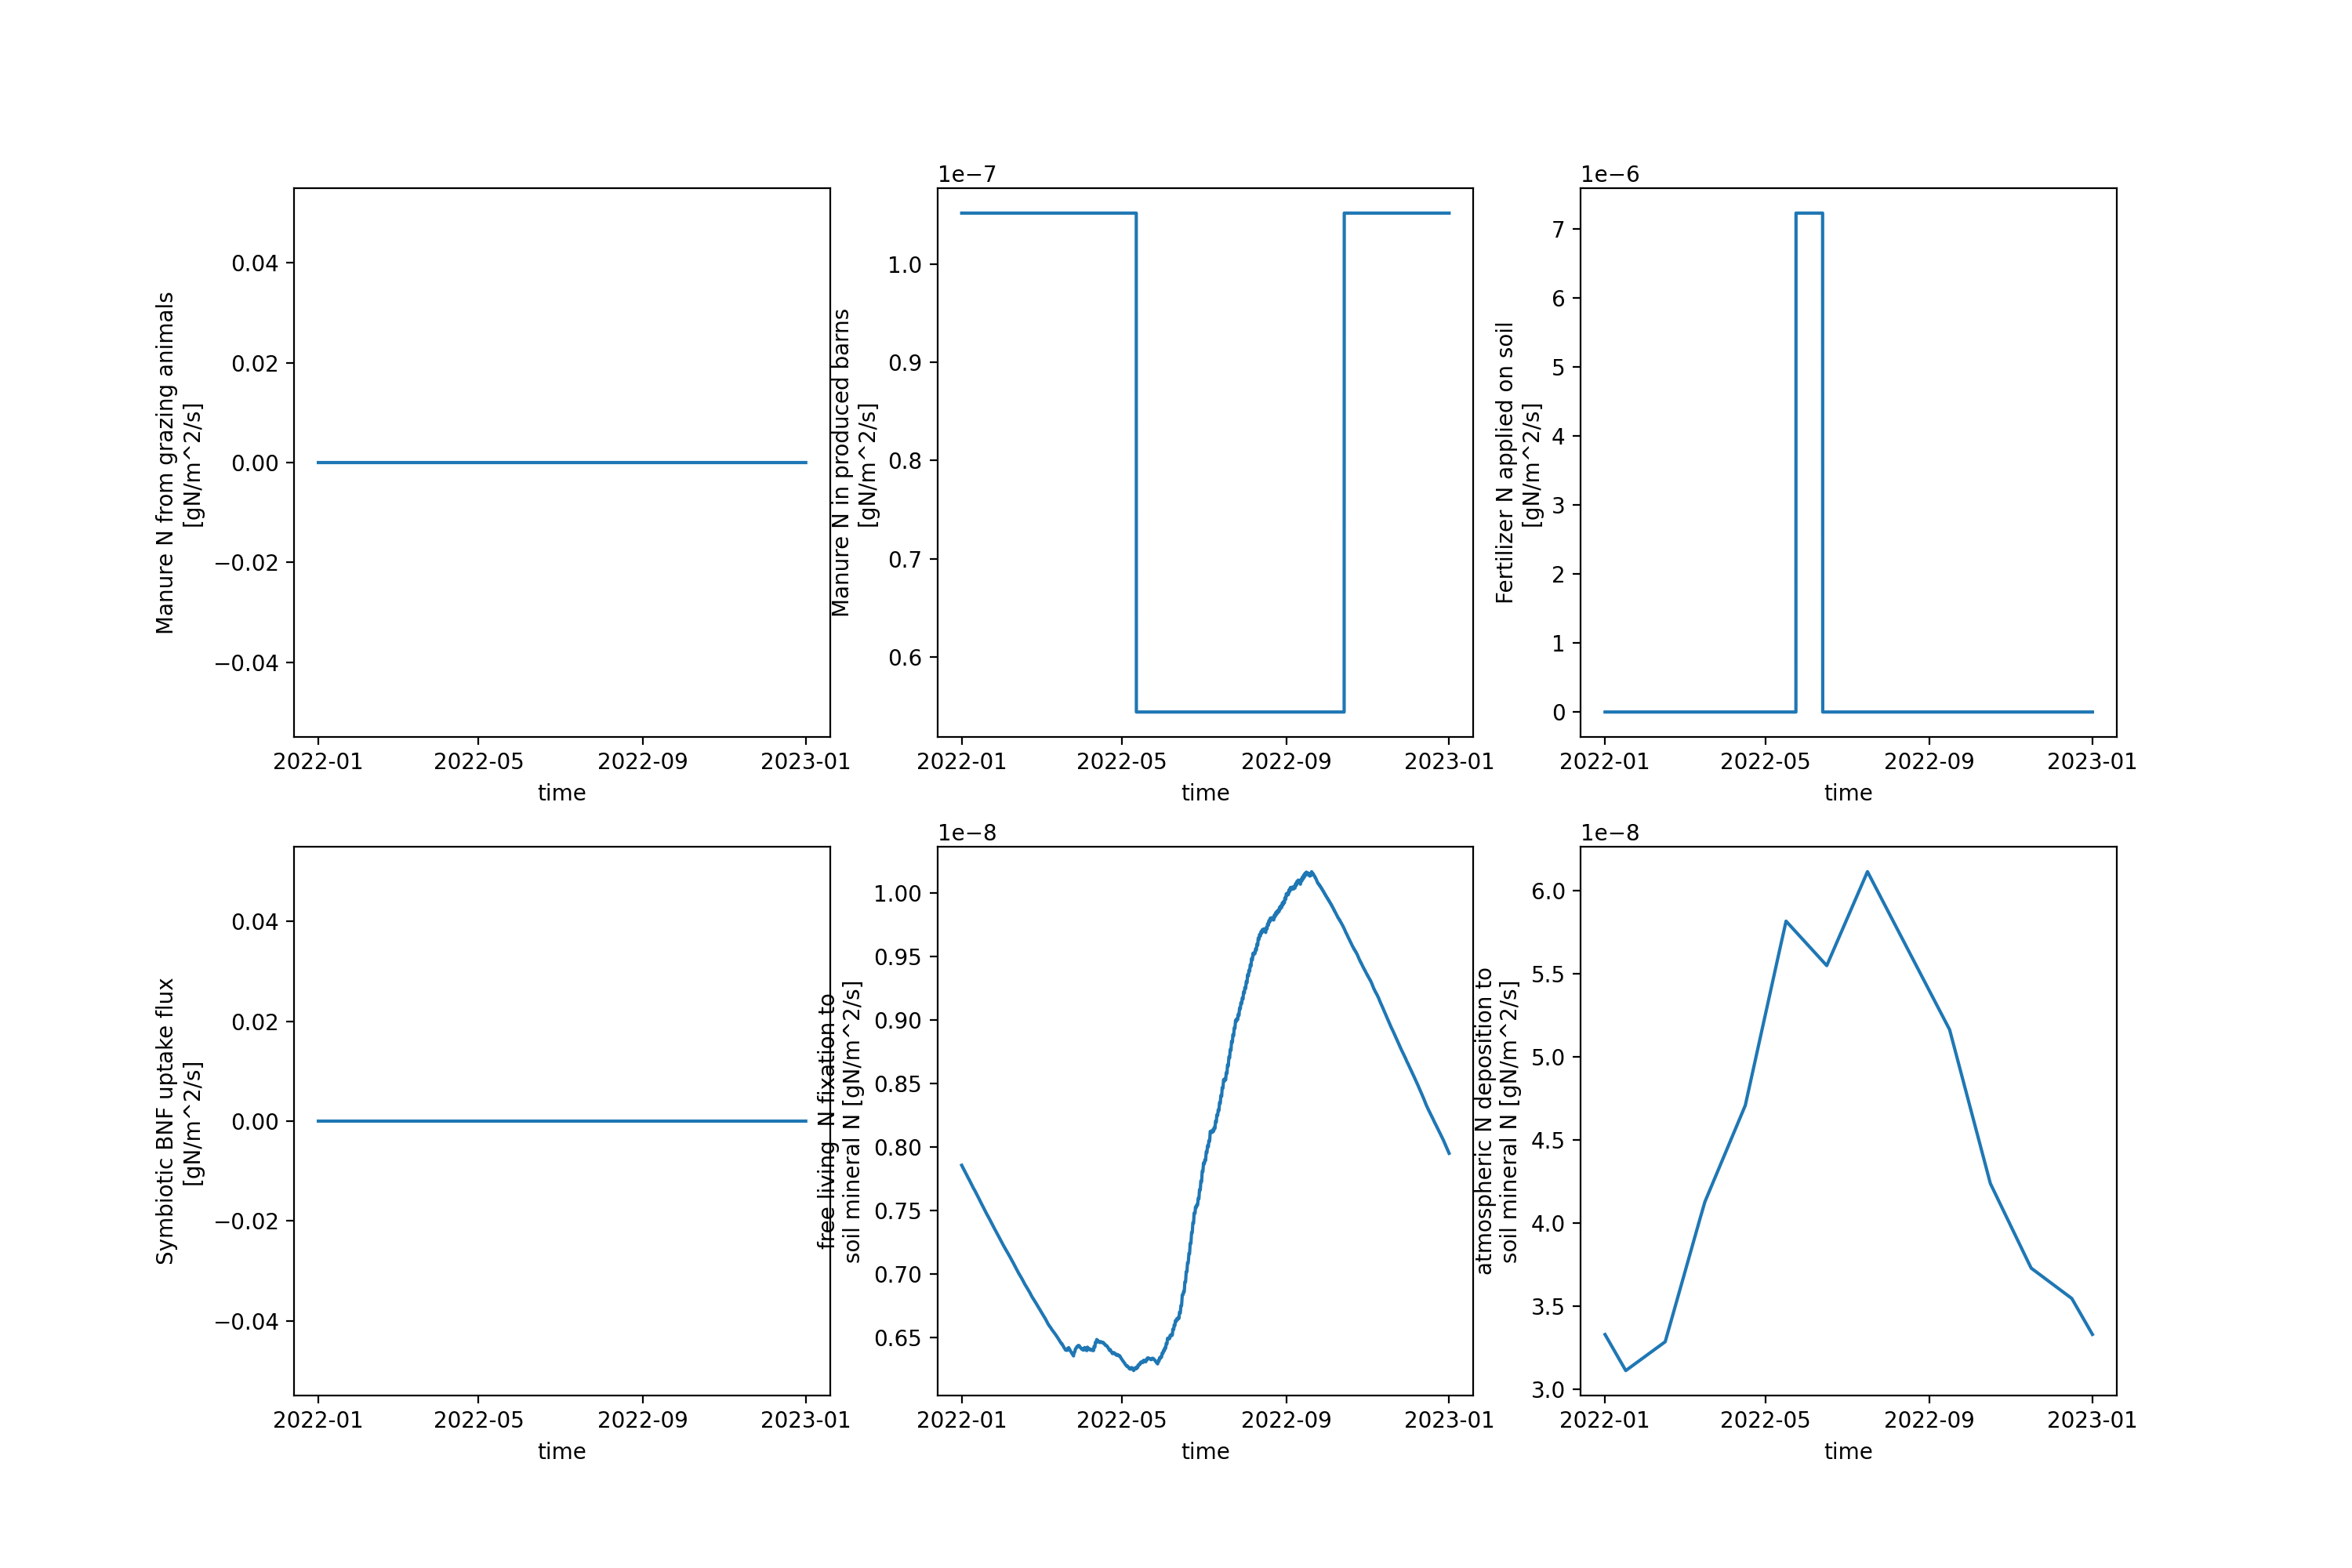 Manure N from grazing animals
[gN/m^2/s]
0.04
0.02
0.00
−0.02
−0.04
2022-01 2022-05 2022-09 2023-01
time
1e−7
Manure N in produced barns
[gN/m^2/s]
1.0
0.9
0.8
0.7
0.6
2022-01 2022-05 2022-09 2023-01
time
1e−6
Fertilizer N applied on soil
[gN/m^2/s]
7
6
5
4
3
2
1
0
2022-01 2022-05 2022-09 2023-01
time
Symbiotic BNF uptake flux
[gN/m^2/s]
0.04
0.02
0.00
−0.02
−0.04
2022-01 2022-05 2022-09 2023-01
time
1e−8
free living N fixation to
soil mineral N [gN/m^2/s]
1.00
0.95
0.90
0.85
0.80
0.75
0.70
0.65
2022-01 2022-05 2022-09 2023-01
time
1e−8
atmospheric N deposition to
soil mineral N [gN/m^2/s]
6.0
5.5
5.0
4.5
4.0
3.5
3.0
2022-01 2022-05 2022-09 2023-01
time